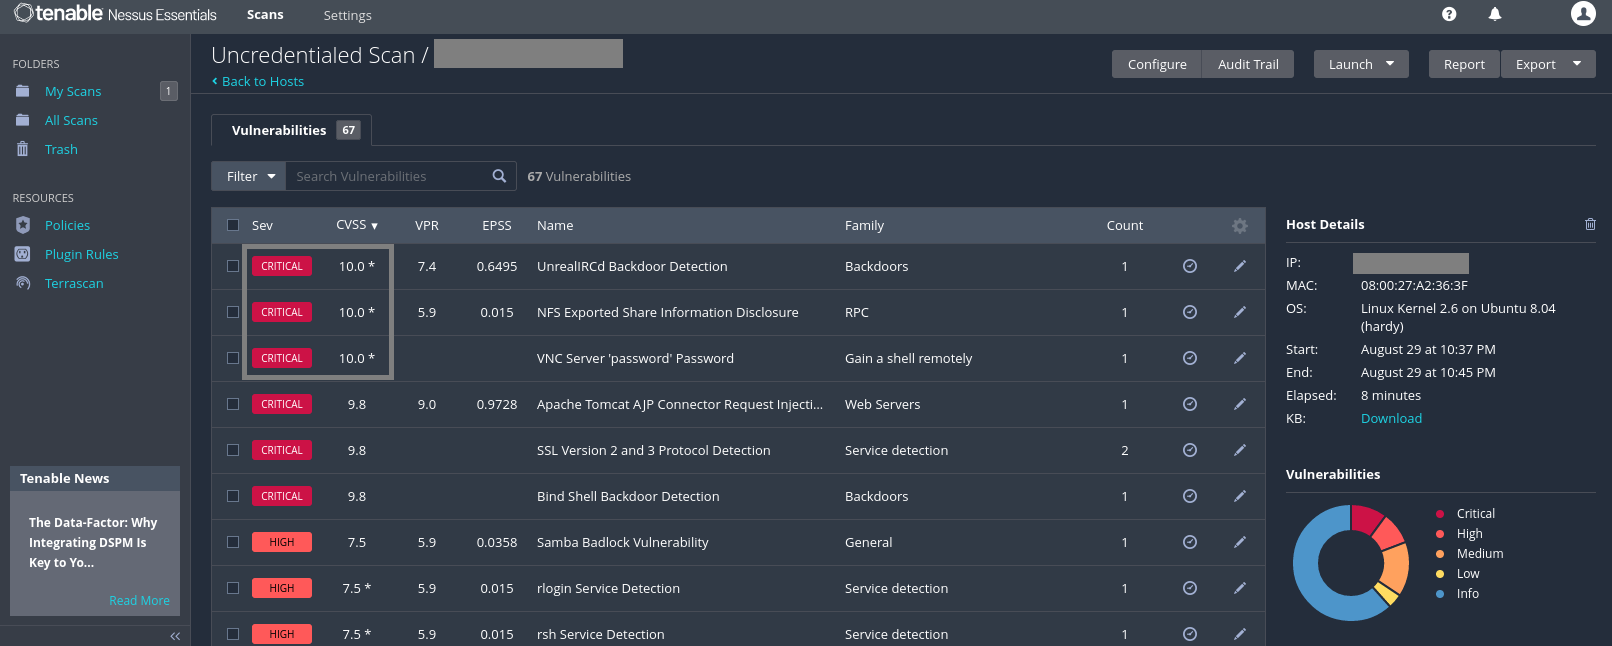 tenable Nessus Essentials Scans Settings
FOLDERS
My Scans 1
All Scans
Trash
RESOURCES
Policies
Plugin Rules
Terrascan
Tenable News
The Data-Factor: Why
Integrating DSPM Is
Key to Yo...
Read More
Uncredentialed Scan /
Back to Hosts
Configure Audit Trail Launch Report Export
Vulnerabilities 67
Filter Search Vulnerabilities 67 Vulnerabilities
Sev CVSS VPR EPSS Name Family Count
CRITICAL 10.0 * 7.4 0.6495 UnrealIRCd Backdoor Detection Backdoors 1
CRITICAL 10.0 * 5.9 0.015 NFS Exported Share Information Disclosure RPC 1
CRITICAL 10.0 * VNC Server 'password' Password Gain a shell remotely 1
CRITICAL 9.8 9.0 0.9728 Apache Tomcat AJP Connector Request Injecti... Web Servers 1
CRITICAL 9.8 SSL Version 2 and 3 Protocol Detection Service detection 2
CRITICAL 9.8 Bind Shell Backdoor Detection Backdoors 1
HIGH 7.5 5.9 0.0358 Samba Badlock Vulnerability General 1
HIGH 7.5 * 5.9 0.015 rlogin Service Detection Service detection 1
HIGH 7.5 * 5.9 0.015 rsh Service Detection Service detection 1
Host Details
IP:
MAC: 08:00:27:A2:36:3F
OS: Linux Kernel 2.6 on Ubuntu 8.04
(hardy)
Start: August 29 at 10:37 PM
End: August 29 at 10:45 PM
Elapsed: 8 minutes
KB: Download
Vulnerabilities
Critical
High
Medium
Low
Info